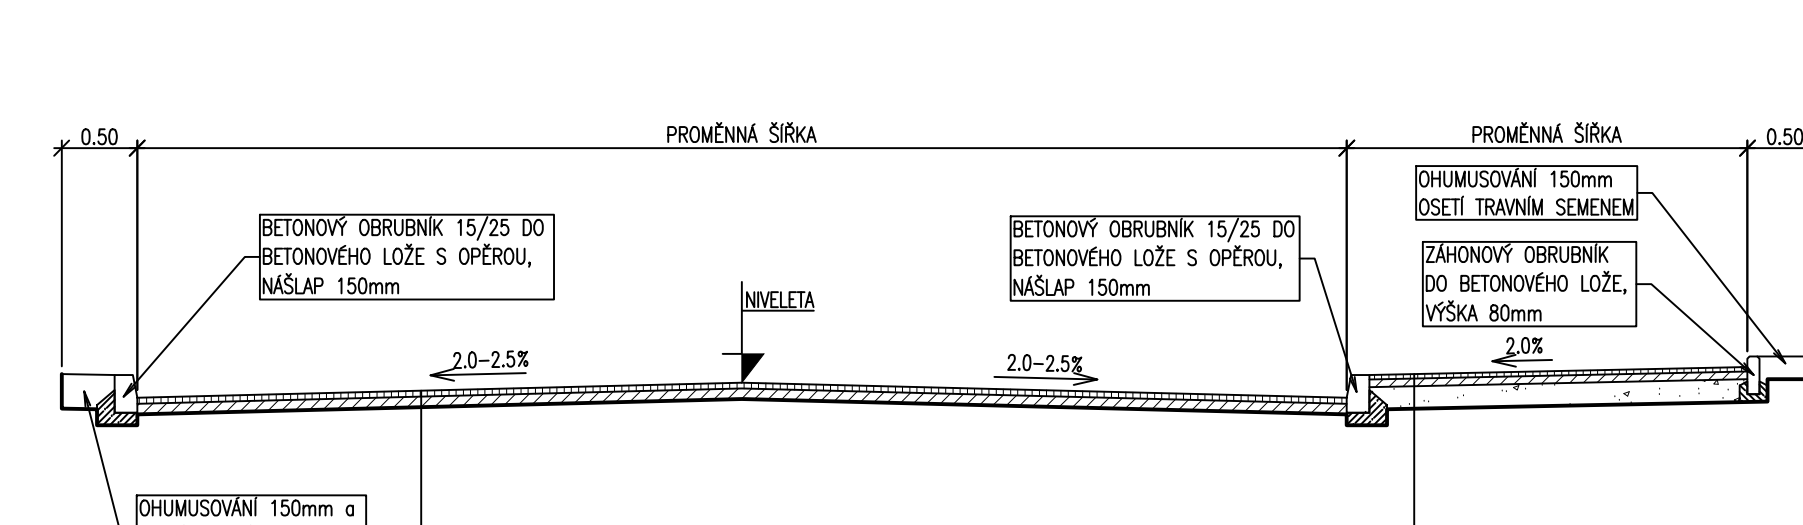 0.50
PROMĚNNÁ ŠÍŘKA
PROMĚNNÁ ŠÍŘKA
0.50
OHUMUSOVÁNÍ 150mm
OSETÍ TRAVNÍM SEMENEM
BETONOVÝ OBRUBNÍK 15/25 DO
BETONOVÉHO LOŽE S OPĚROU,
NÁŠLAP 150mm
BETONOVÝ OBRUBNÍK 15/25 DO
BETONOVÉHO LOŽE S OPĚROU,
NÁŠLAP 150mm
ZÁHONOVÝ OBRUBNÍK
DO BETONOVÉHO LOŽE,
VÝŠKA 80mm
NIVELETA
2.0-2.5%
2.0-2.5%
2.0%
OHUMUSOVÁNÍ 150mm a